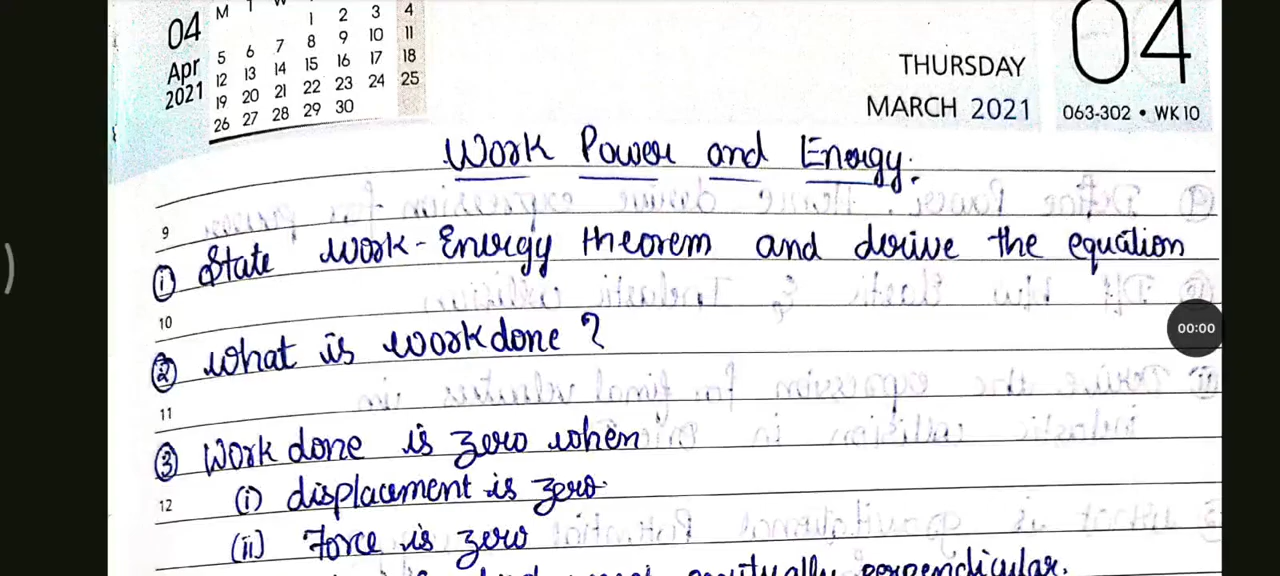 04
Apr
2021
M T W
1 2 3 4
5 6 7 8 9 10 11
12 13 14 15 16 17 18
19 20 21 22 23 24 25
26 27 28 29 30
THURSDAY
MARCH 2021
04
063-302 • WK 10
Work Power and Energy.
9
① State work-Energy theorem and derive the equation
10
② What is workdone?
00:00
11
③ Work done is zero when
(i) displacement is zero.
12
(ii) Force is zero
mutually perpendicular.